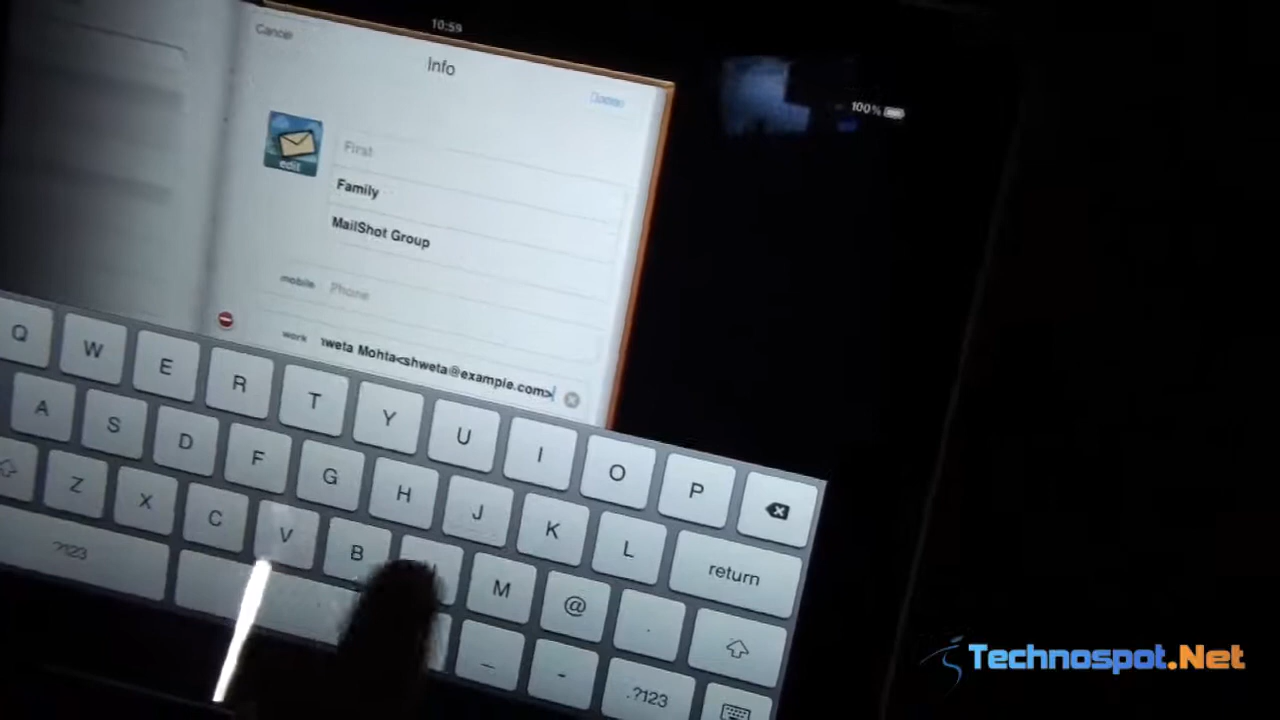 10:59
100%
Cancel
Info
edit
First
Family
MailShot Group
mobile Phone
work weta Mohta<shweta@example.com>
Q W E R T Y U I O P
A S D F G H J K L return
Z X C V B M @ .
?123 _ - .?123
Technospot.Net